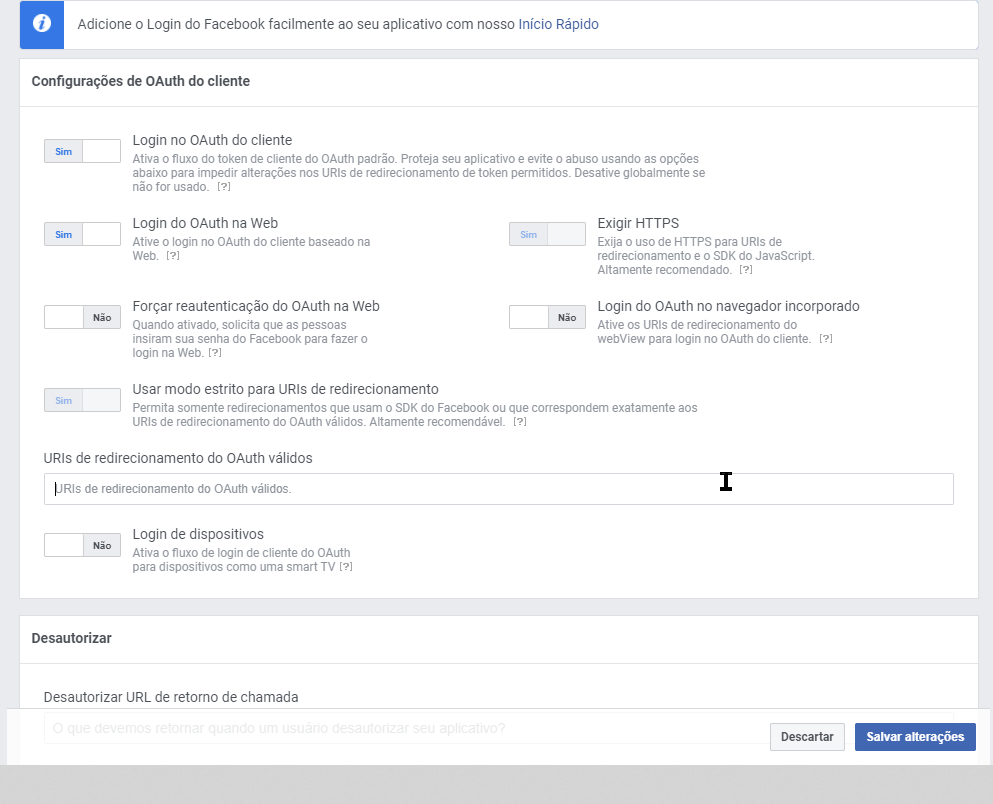 Adicione o Login do Facebook facilmente ao seu aplicativo com nosso Início Rápido
Configurações de OAuth do cliente
Sim
Login no OAuth do cliente
Ativa o fluxo do token de cliente do OAuth padrão. Proteja seu aplicativo e evite o abuso usando as opções
abaixo para impedir alterações nos URIs de redirecionamento de token permitidos. Desative globalmente se
não for usado. [?]
Sim
Login do OAuth na Web
Ative o login no OAuth do cliente baseado na
Web. [?]
Sim
Exigir HTTPS
Exija o uso de HTTPS para URIs de
redirecionamento e o SDK do JavaScript.
Altamente recomendado. [?]
Não
Forçar reautenticação do OAuth na Web
Quando ativado, solicita que as pessoas
insiram sua senha do Facebook para fazer o
login na Web. [?]
Não
Login do OAuth no navegador incorporado
Ative os URIs de redirecionamento do
webView para login no OAuth do cliente. [?]
Sim
Usar modo estrito para URIs de redirecionamento
Permita somente redirecionamentos que usam o SDK do Facebook ou que correspondem exatamente aos
URIs de redirecionamento do OAuth válidos. Altamente recomendável. [?]
URIs de redirecionamento do OAuth válidos
URIs de redirecionamento do OAuth válidos.
Não
Login de dispositivos
Ativa o fluxo de login de cliente do OAuth
para dispositivos como uma smart TV [?]
Desautorizar
Desautorizar URL de retorno de chamada
O que devemos retornar quando um usuário desautorizar seu aplicativo?
Descartar
Salvar alterações